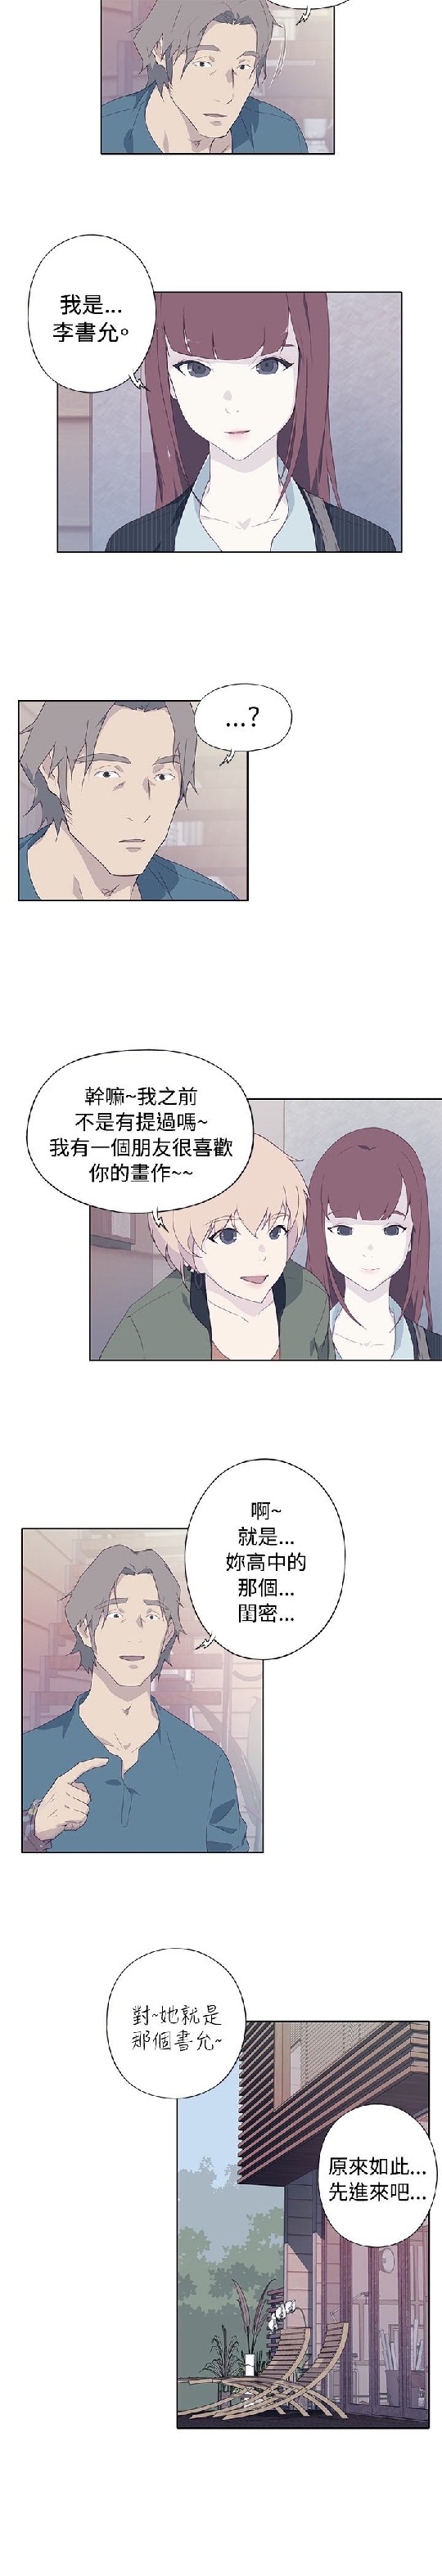 我是...
李書允。
...?
幹嘛~我之前
不是有提過嗎~
我有一個朋友很喜歡
你的畫作~~
啊~
就是...
妳高中的
那個...
閨密...
對~她就是
那個書允~
原來如此...
先進來吧...